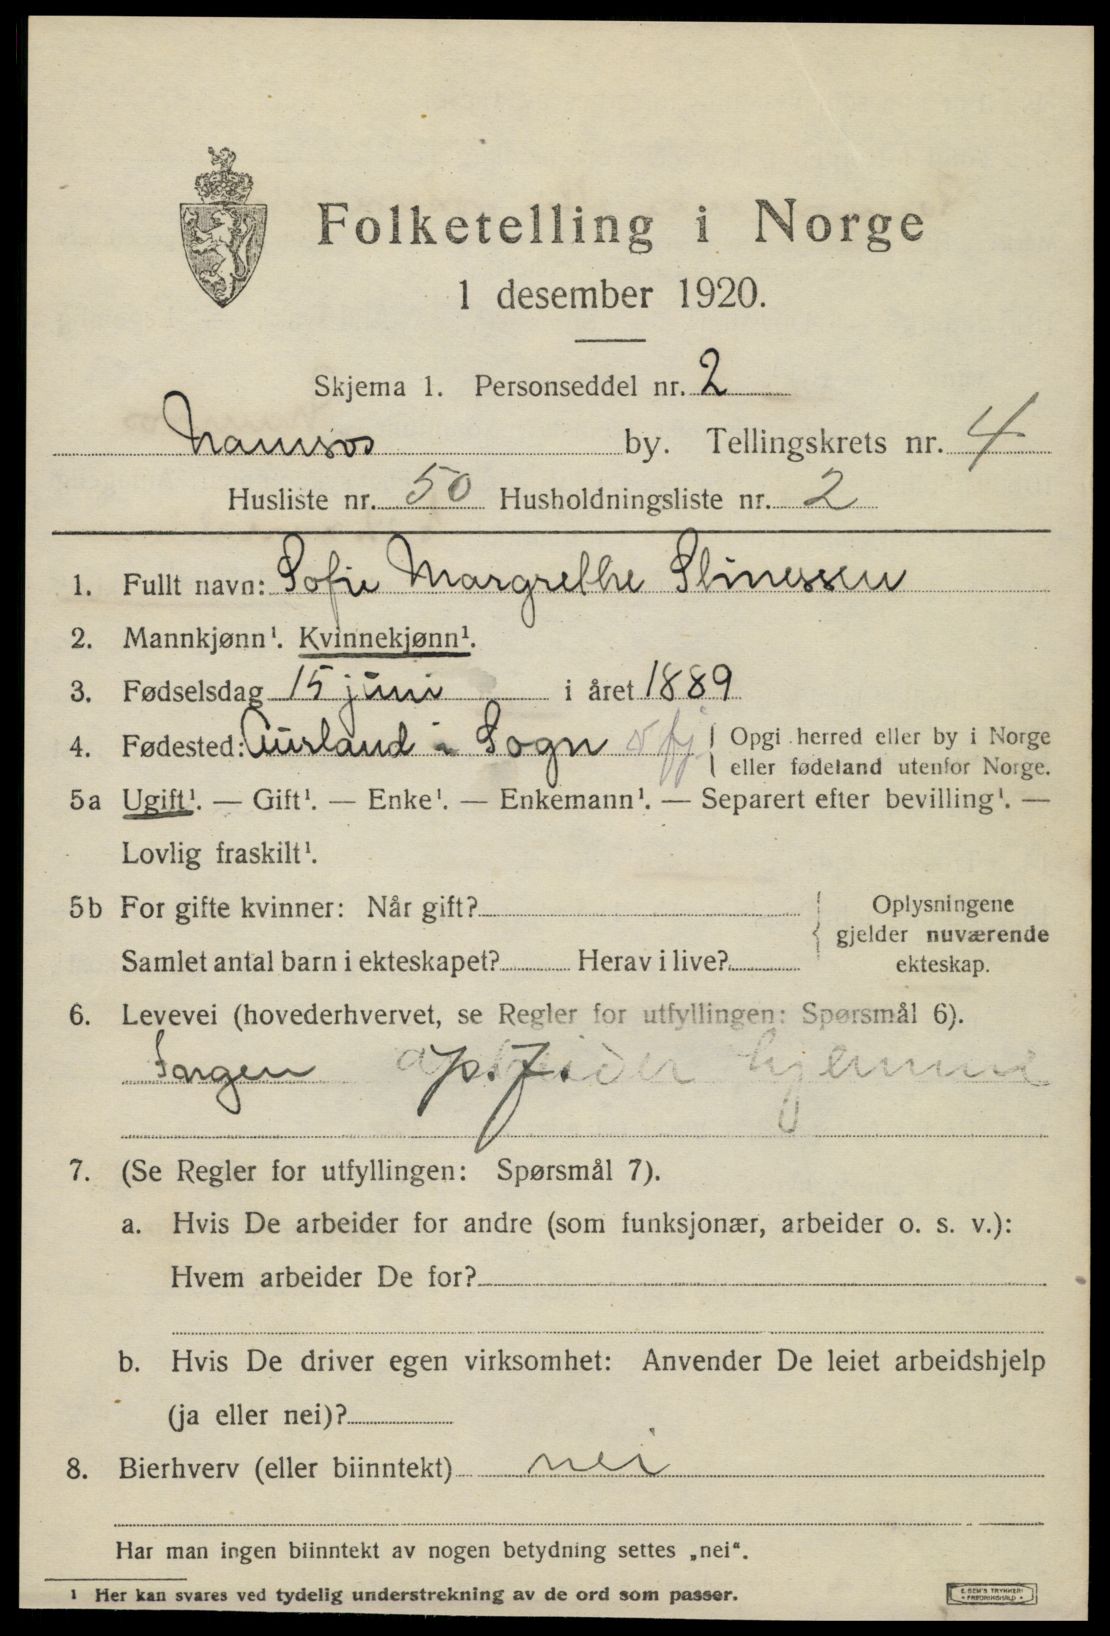 Folketelling i Norge
1 desember 1920.
Skjema 1. Personseddel nr. 2
Namsos by. Tellingskrets nr. 4
Husliste nr. 50 Husholdningsliste nr. 2
1. Fullt navn: Sofie Margrethe Stinessen
2. Mannkjønn¹. Kvinnekjønn¹.
3. Fødselsdag 15 juni i året 1889
4. Fødested: Aurland i Sogn s fj. Opgi herred eller by i Norge
eller fødeland utenfor Norge.
5a Ugift¹. — Gift¹. — Enke¹. — Enkemann¹. — Separert efter bevilling¹. —
Lovlig fraskilt¹.
5b For gifte kvinner: Når gift? Oplysningene
gjelder nuværende
Samlet antal barn i ekteskapet? Herav i live?
ekteskap.
6. Levevei (hovederhvervet, se Regler for utfyllingen: Spørsmål 6).
arbeider hjemme
7. (Se Regler for utfyllingen: Spørsmål 7).
a. Hvis De arbeider for andre (som funksjonær, arbeider o. s. v.):
Hvem arbeider De for?
b. Hvis De driver egen virksomhet: Anvender De leiet arbeidshjelp
(ja eller nei)?
8. Bierhverv (eller biinntekt) nei
Har man ingen biinntekt av nogen betydning settes „nei“.
¹ Her kan svares ved tydelig understrekning av de ord som passer.
E. SEM'S TRYKKERI
FREDRIKSHALD